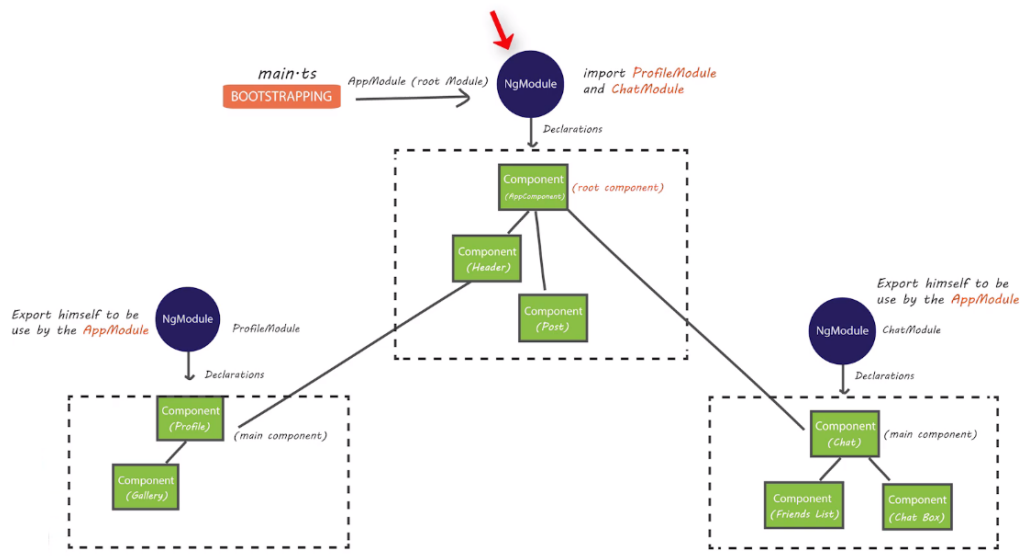 main.ts
BOOTSTRAPPING
AppModule (root Module)
NgModule
import ProfileModule
and ChatModule
Declarations
Component
(AppComponent)
(root component)
Component
(Header)
Component
(Post)
Export himself to be
use by the AppModule
NgModule
ProfileModule
Declarations
Component
(Profile)
(main component)
Component
(Gallery)
Export himself to be
use by the AppModule
NgModule
ChatModule
Declarations
Component
(Chat)
(main component)
Component
(Friends List)
Component
(Chat Box)